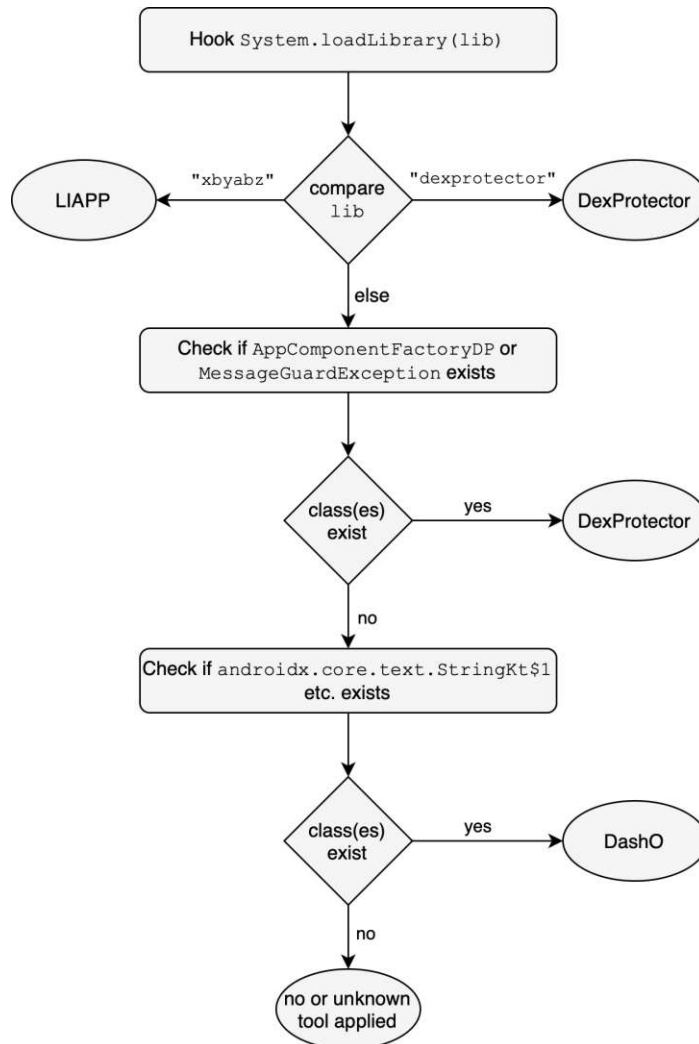 Hook System.loadLibrary(lib)
"xbyabz"
"dexprotector"
LIAPP
compare
lib
DexProtector
else
Check if AppComponentFactoryDP or
MessageGuardException exists
class(es)
exist
yes
DexProtector
no
Check if androidx.core.text.StringKt$1
etc. exists
class(es)
exist
yes
DashO
no
no or unknown
tool applied